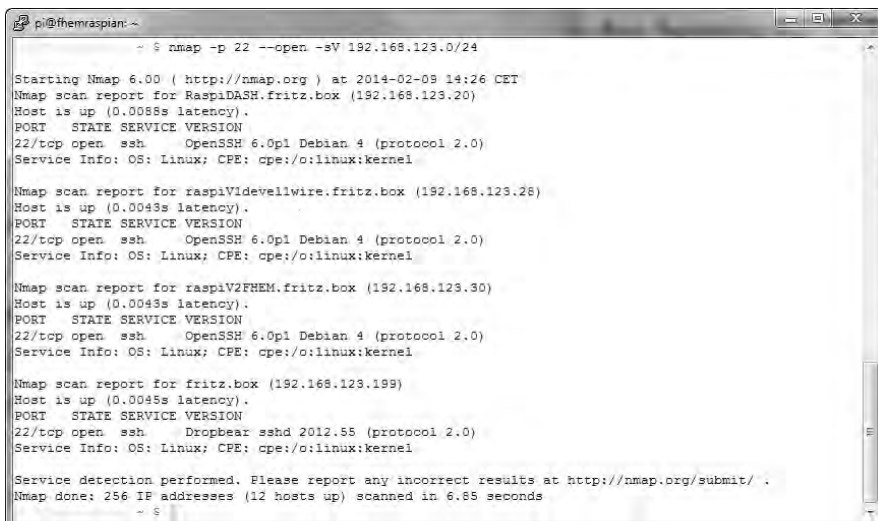 pi@fhemraspian: ~
~ $ nmap -p 22 --open -sV 192.168.123.0/24
Starting Nmap 6.00 ( http://nmap.org ) at 2014-02-09 14:26 CET
Nmap scan report for RaspiDASH.fritz.box (192.168.123.20)
Host is up (0.0088s latency).
PORT   STATE SERVICE VERSION
22/tcp open  ssh     OpenSSH 6.0p1 Debian 4 (protocol 2.0)
Service Info: OS: Linux; CPE: cpe:/o:linux:kernel
Nmap scan report for raspiV1devel1wire.fritz.box (192.168.123.28)
Host is up (0.0043s latency).
PORT   STATE SERVICE VERSION
22/tcp open  ssh     OpenSSH 6.0p1 Debian 4 (protocol 2.0)
Service Info: OS: Linux; CPE: cpe:/o:linux:kernel
Nmap scan report for raspiV2FHEM.fritz.box (192.168.123.30)
Host is up (0.0043s latency).
PORT   STATE SERVICE VERSION
22/tcp open  ssh     OpenSSH 6.0p1 Debian 4 (protocol 2.0)
Service Info: OS: Linux; CPE: cpe:/o:linux:kernel
Nmap scan report for fritz.box (192.168.123.199)
Host is up (0.0045s latency).
PORT   STATE SERVICE VERSION
22/tcp open  ssh     Dropbear sshd 2012.55 (protocol 2.0)
Service Info: OS: Linux; CPE: cpe:/o:linux:kernel
Service detection performed. Please report any incorrect results at http://nmap.org/submit/ .
Nmap done: 256 IP addresses (12 hosts up) scanned in 6.85 seconds
~ $